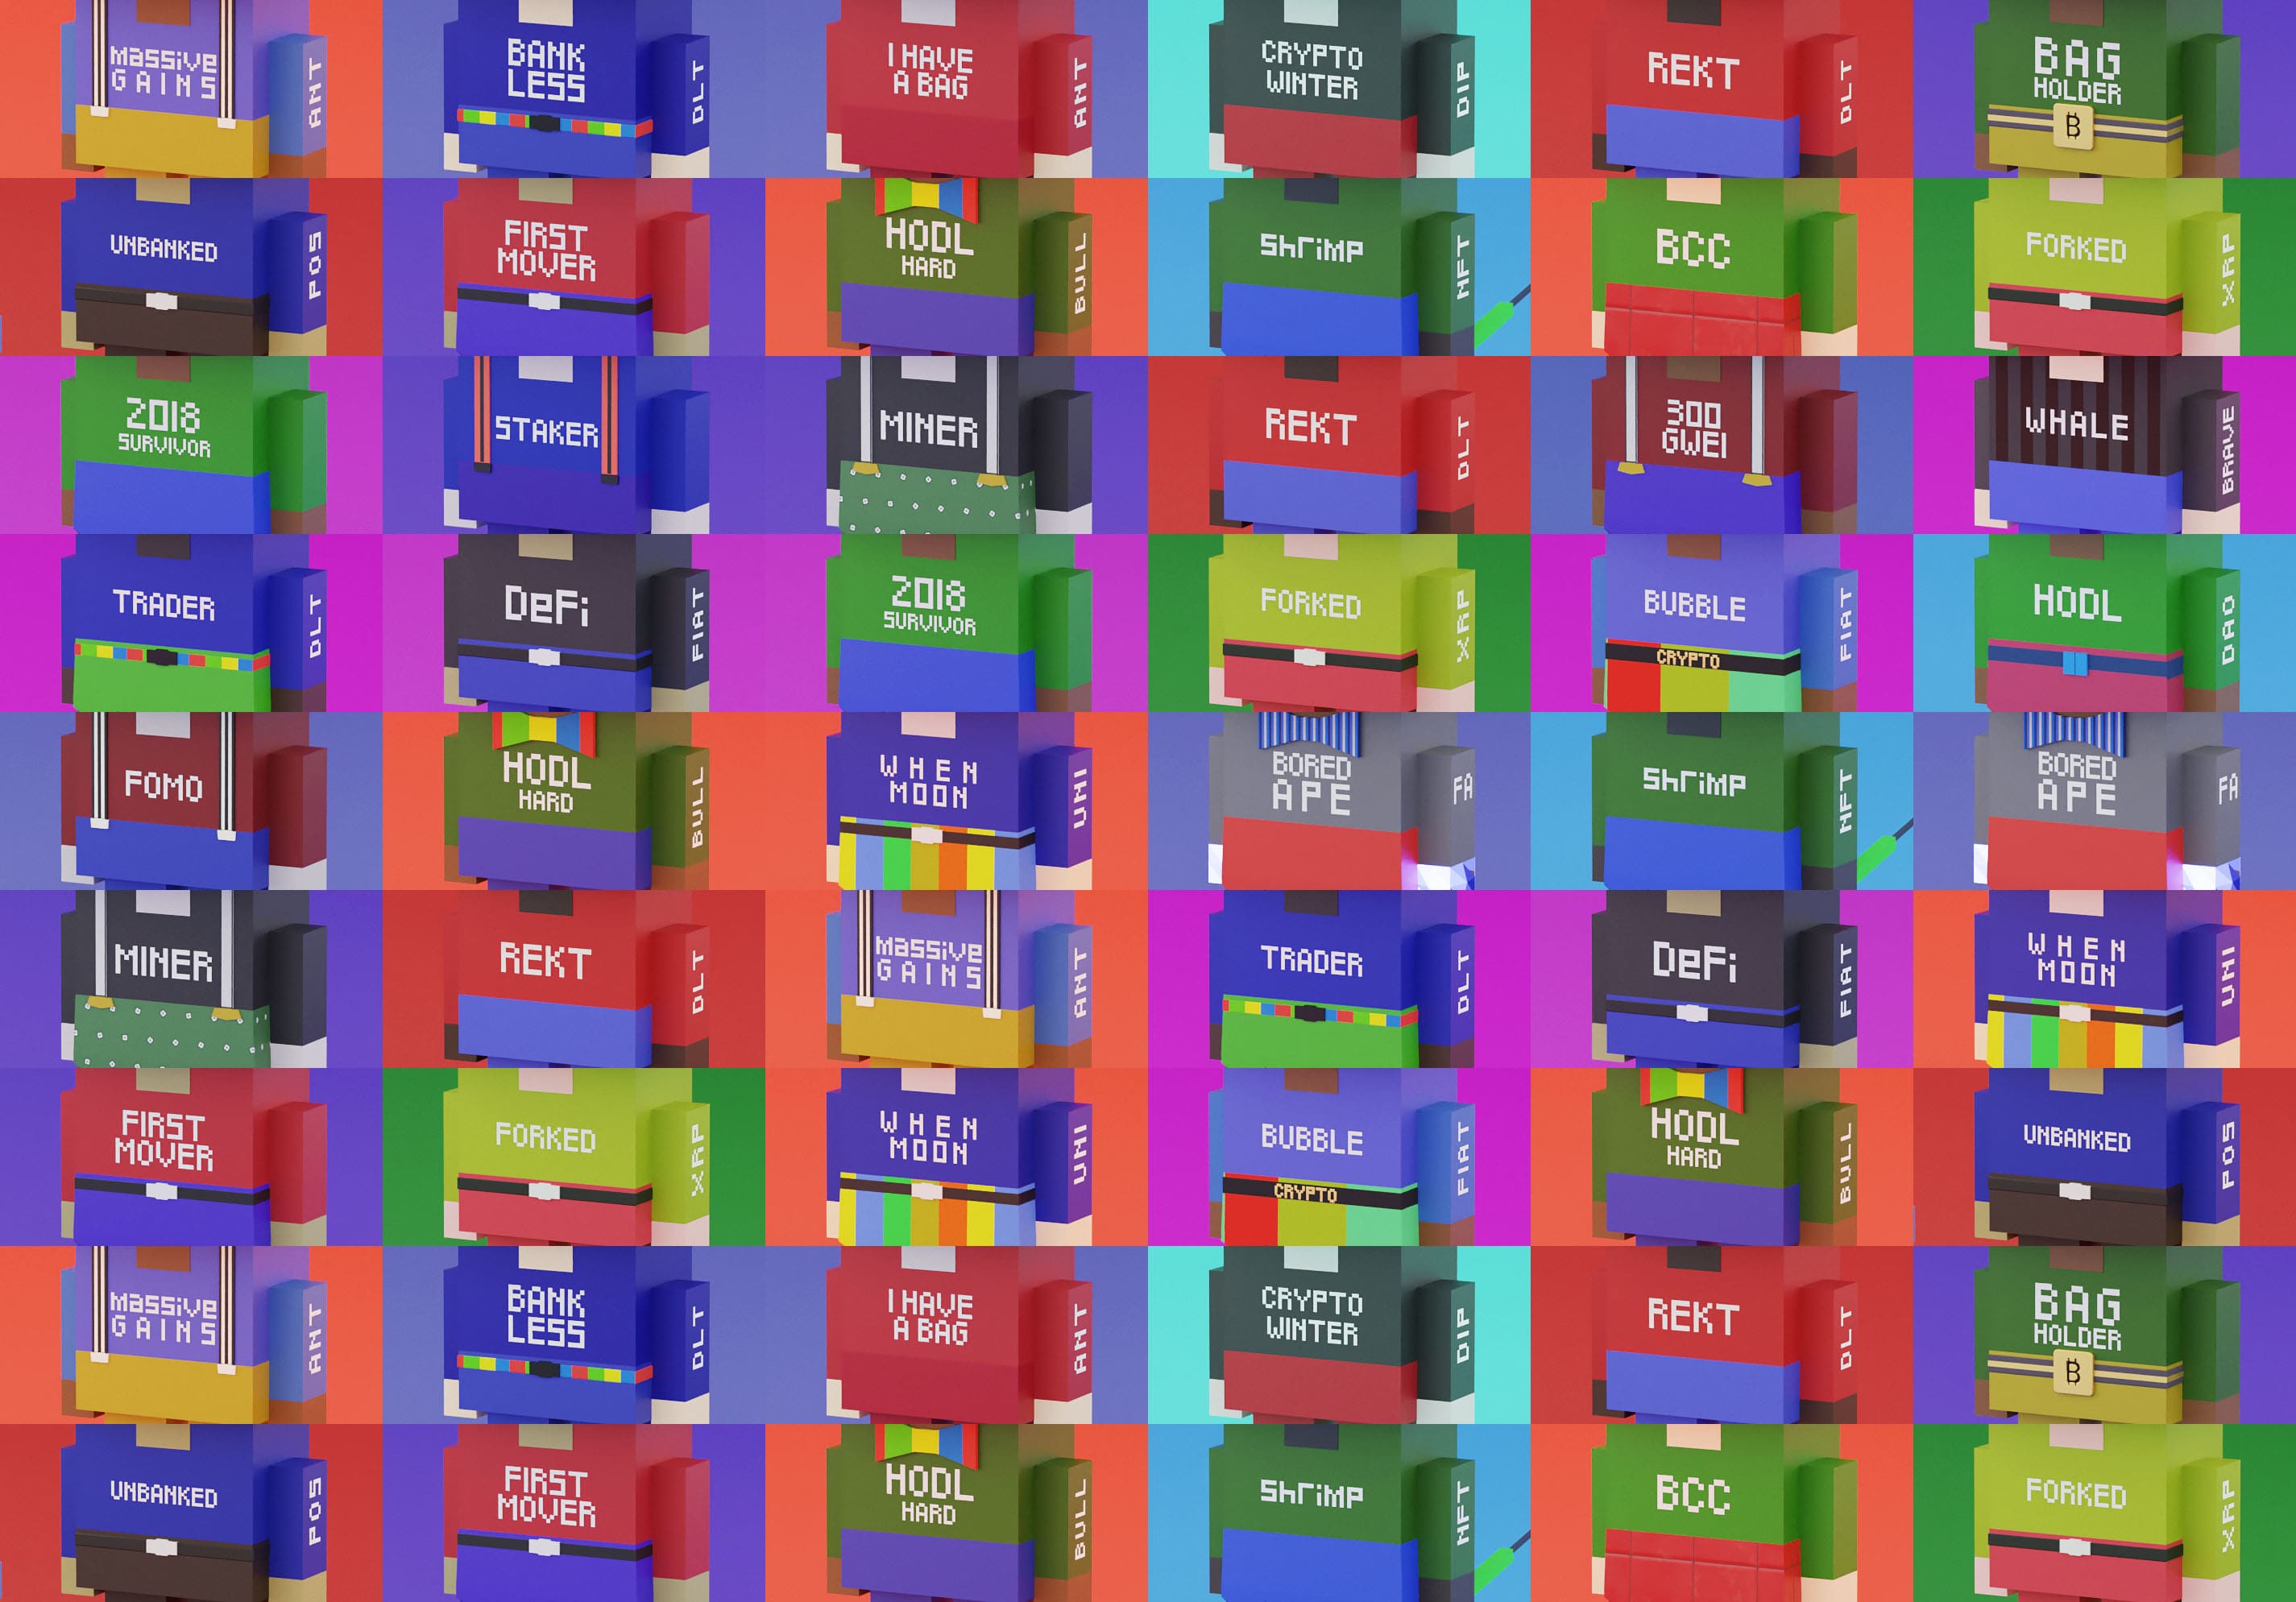 MaSSiVe
GAINS
ANT
BANK
LESS
DLT
I HAVE
A BAG
ANT
CRYPTO
WINTER
DIP
REKT
DLT
BAG
HOLDER
B
UNBANKED
POS
FIRST
MOVER
HODL
HARD
BULL
ShriMP
NFT
BCC
FORKED
XRP
2018
SURVIVOR
STAKER
MINER
REKT
DLT
300
GWEI
WHALE
BRAVE
TRADER
DLT
DeFi
FIAT
2018
SURVIVOR
FORKED
XRP
BUBBLE
CRYPTO
FIAT
HODL
DAO
FOMO
HODL
HARD
BULL
WHEN
MOON
UNI
BORED
APE
FA
ShriMP
NFT
BORED
APE
FA
MINER
REKT
DLT
MaSSiVe
GAINS
ANT
TRADER
DLT
DeFi
FIAT
WHEN
MOON
UNI
FIRST
MOVER
FORKED
XRP
WHEN
MOON
UNI
BUBBLE
CRYPTO
FIAT
HODL
HARD
BULL
UNBANKED
POS
MaSSiVe
GAINS
ANT
BANK
LESS
DLT
I HAVE
A BAG
ANT
CRYPTO
WINTER
DIP
REKT
DLT
BAG
HOLDER
B
UNBANKED
POS
FIRST
MOVER
HODL
HARD
BULL
ShriMP
NFT
BCC
FORKED
XRP